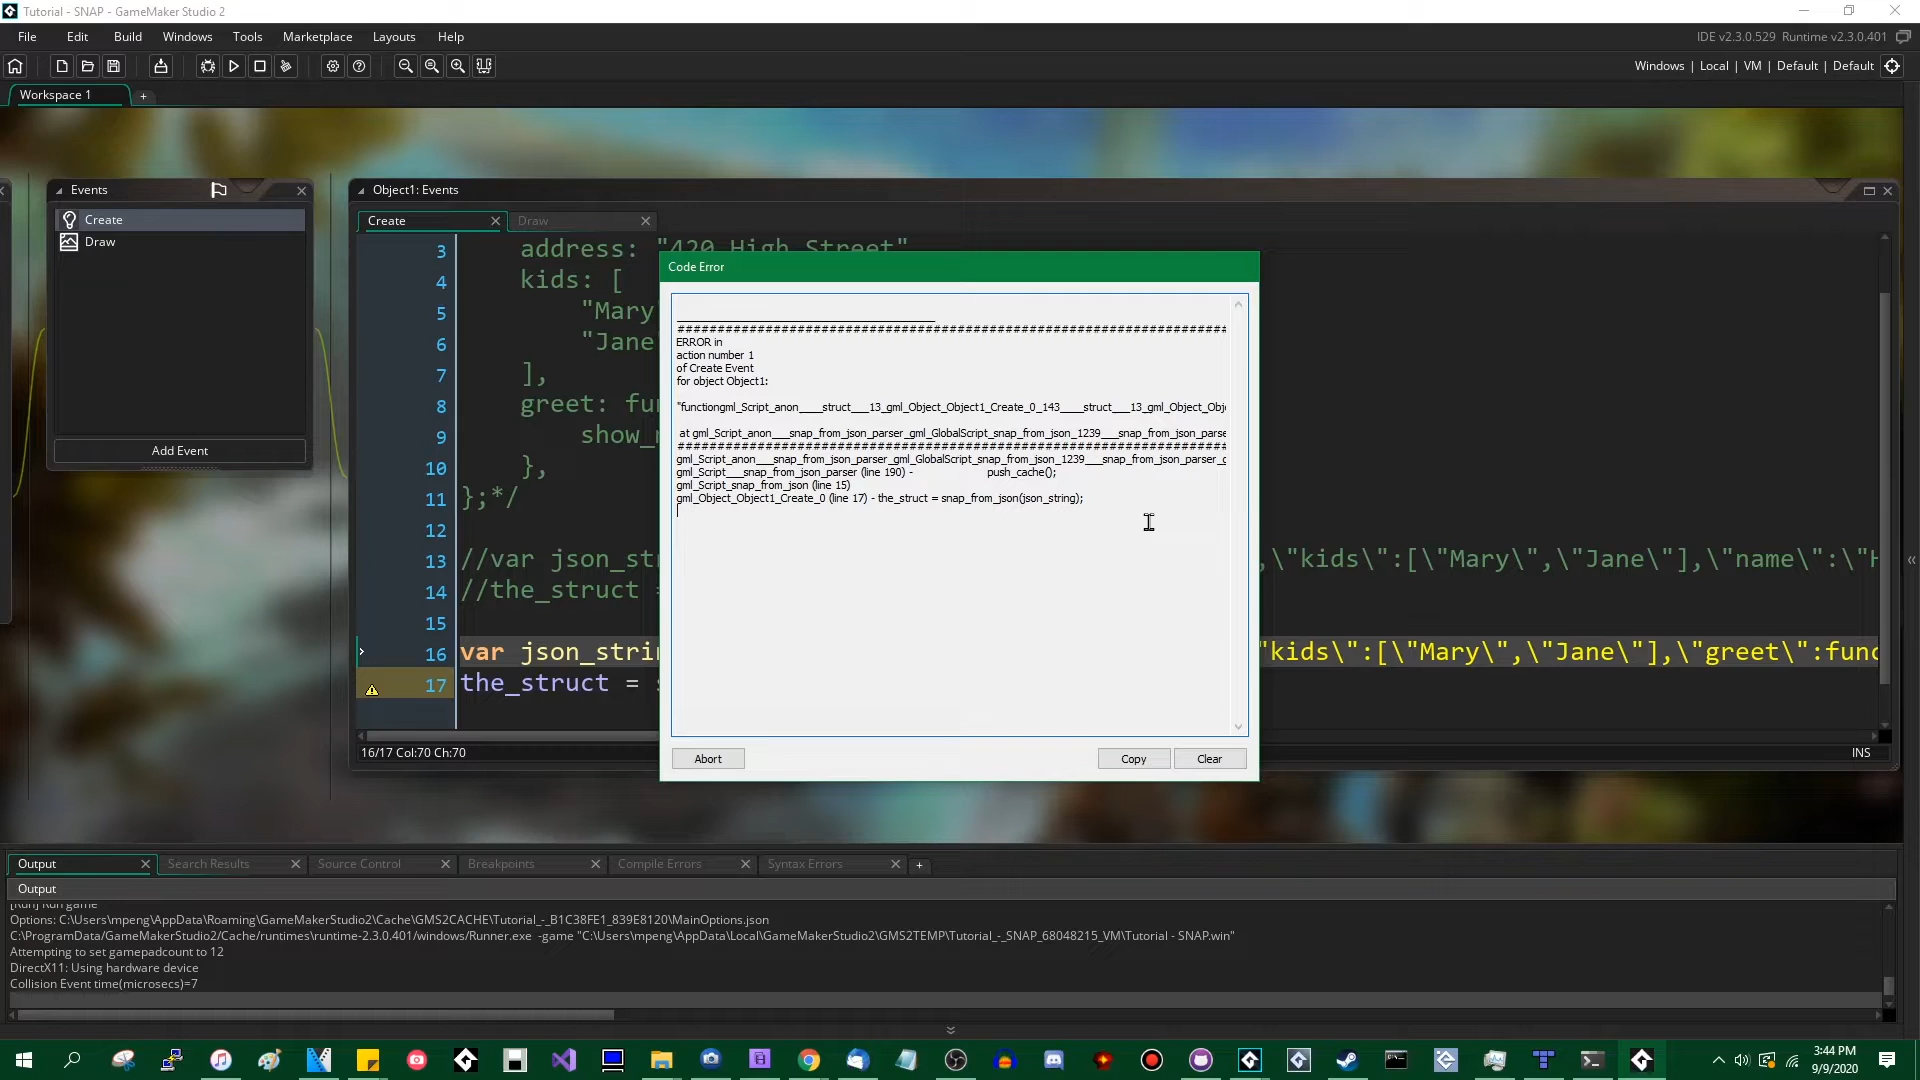 Tutorial - SNAP - GameMaker Studio 2
File Edit Build Windows Tools Marketplace Layouts Help
IDE v2.3.0.529 Runtime v2.3.0.401
Windows | Local | VM | Default | Default
Workspace 1
Events
Create
Draw
Add Event
Object1: Events
Create
Draw
3 address: "420 High Street"
4 kids: [
5 "Mary
6 "Jane
7 ],
8 greet: fu
9 show_
10 },
11 };*/
12
13 //var json_st ,\"kids\":[\"Mary\",\"Jane\"],\"name\":\"H
14 //the_struct
15
16 var json_stri "kids\":[\"Mary\",\"Jane\"],\"greet\":func
17 the_struct =
16/17 Col:70 Ch:70
INS
Code Error
ERROR in
action number 1
of Create Event
for object Object1:
"functiongml_Script_anon____struct___13_gml_Object_Object1_Create_0_143____struct___13_gml_Object_Obj
at gml_Script_anon___snap_from_json_parser_gml_GlobalScript_snap_from_json_1239___snap_from_json_parse
gml_Script_anon___snap_from_json_parser_gml_GlobalScript_snap_from_json_1239___snap_from_json_parser_g
gml_Script___snap_from_json_parser (line 190) - push_cache();
gml_Script_snap_from_json (line 15)
gml_Object_Object1_Create_0 (line 17) - the_struct = snap_from_json(json_string);
Abort
Copy
Clear
Output
Search Results
Source Control
Breakpoints
Compile Errors
Syntax Errors
Output
[Run] Run game
Options: C:\Users\mpeng\AppData\Roaming\GameMakerStudio2\Cache\GMS2CACHE\Tutorial_-_B1C38FE1_839E8120\MainOptions.json
C:\ProgramData/GameMakerStudio2/Cache/runtimes\runtime-2.3.0.401/windows/Runner.exe -game "C:\Users\mpeng\AppData\Local\GameMakerStudio2\GMS2TEMP\Tutorial_-_SNAP_68048215_VM\Tutorial - SNAP.win"
Attempting to set gamepadcount to 12
DirectX11: Using hardware device
Collision Event time(microsecs)=7
3:44 PM
9/9/2020